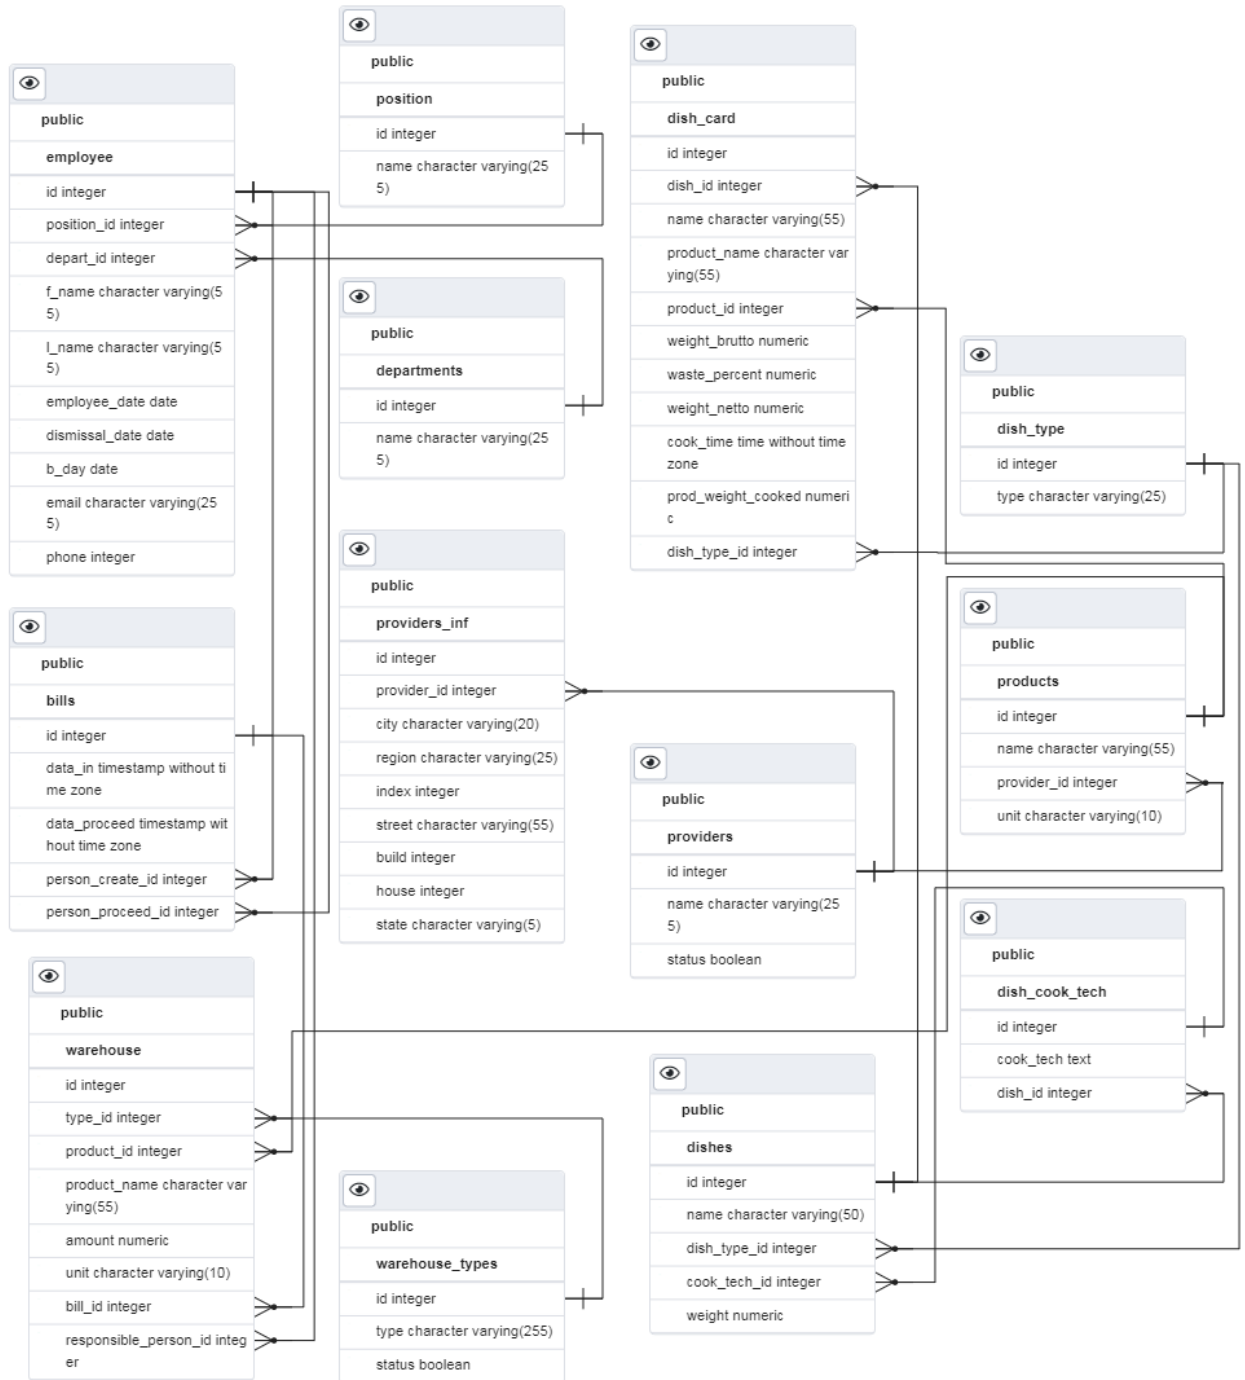 public
employee
id integer
position_id integer
depart_id integer
f_name character varying(5
5)
l_name character varying(5
5)
employee_date date
dismissal_date date
b_day date
email character varying(25
5)
phone integer
public
bills
id integer
data_in timestamp without ti
me zone
data_proceed timestamp wit
hout time zone
person_create_id integer
person_proceed_id integer
public
warehouse
id integer
type_id integer
product_id integer
product_name character var
ying(55)
amount numeric
unit character varying(10)
bill_id integer
responsible_person_id integ
er
public
position
id integer
name character varying(25
5)
public
departments
id integer
name character varying(25
5)
public
providers_inf
id integer
provider_id integer
city character varying(20)
region character varying(25)
index integer
street character varying(55)
build integer
house integer
state character varying(5)
public
warehouse_types
id integer
type character varying(255)
status boolean
public
dish_card
id integer
dish_id integer
name character varying(55)
product_name character var
ying(55)
product_id integer
weight_brutto numeric
waste_percent numeric
weight_netto numeric
cook_time time without time
zone
prod_weight_cooked numeri
c
dish_type_id integer
public
providers
id integer
name character varying(25
5)
status boolean
public
dishes
id integer
name character varying(50)
dish_type_id integer
cook_tech_id integer
weight numeric
public
dish_type
id integer
type character varying(25)
public
products
id integer
name character varying(55)
provider_id integer
unit character varying(10)
public
dish_cook_tech
id integer
cook_tech text
dish_id integer